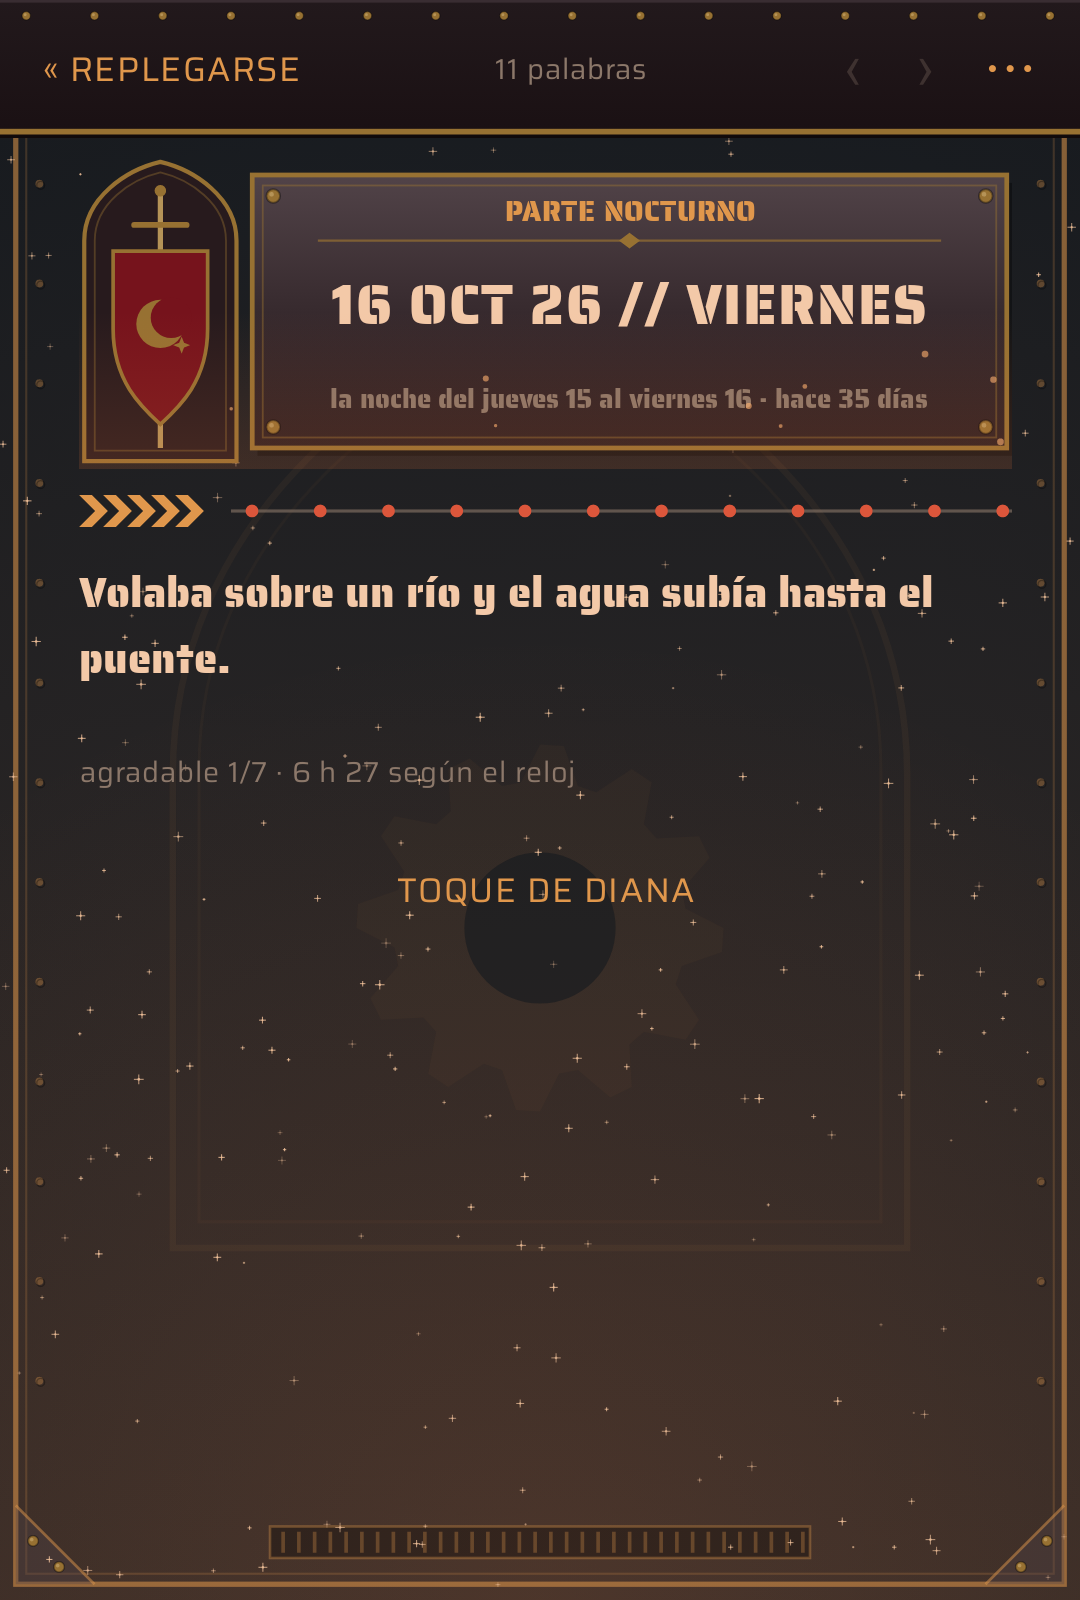 « REPLEGARSE
11 palabras
PARTE NOCTURNO
16 OCT 26 // VIERNES
la noche del jueves 15 al viernes 16 · hace 35 días
Volaba sobre un río y el agua subía hasta el
puente.
agradable 1/7 · 6 h 27 según el reloj
TOQUE DE DIANA